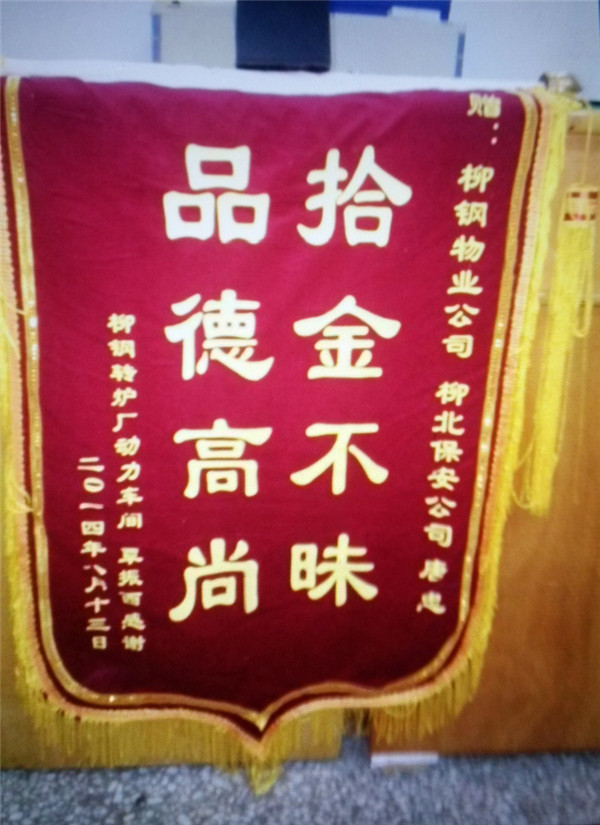 赠:柳钢物业公司 柳北保安公司 唐忠
拾金不昧
品德高尚
柳钢转炉厂动力车间 覃振西感谢
二〇一四年八月十三日